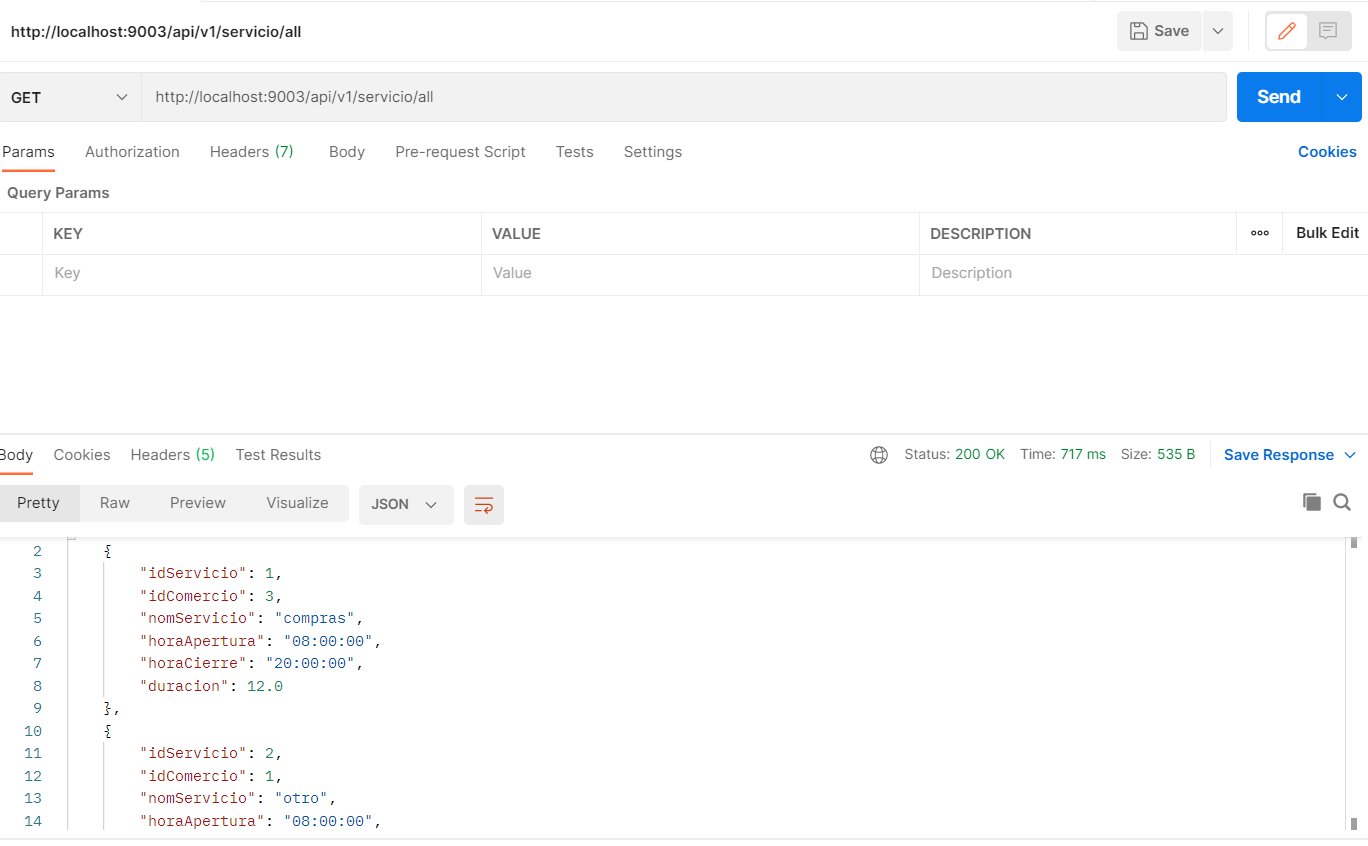 http://localhost:9003/api/v1/servicio/all
Save
GET http://localhost:9003/api/v1/servicio/all Send
Params Authorization Headers (7) Body Pre-request Script Tests Settings Cookies
Query Params
KEY VALUE DESCRIPTION Bulk Edit
Key Value Description
Body Cookies Headers (5) Test Results Status: 200 OK Time: 717 ms Size: 535 B Save Response
Pretty Raw Preview Visualize JSON
2 {
3 "idServicio": 1,
4 "idComercio": 3,
5 "nomServicio": "compras",
6 "horaApertura": "08:00:00",
7 "horaCierre": "20:00:00",
8 "duracion": 12.0
9 },
10 {
11 "idServicio": 2,
12 "idComercio": 1,
13 "nomServicio": "otro",
14 "horaApertura": "08:00:00",